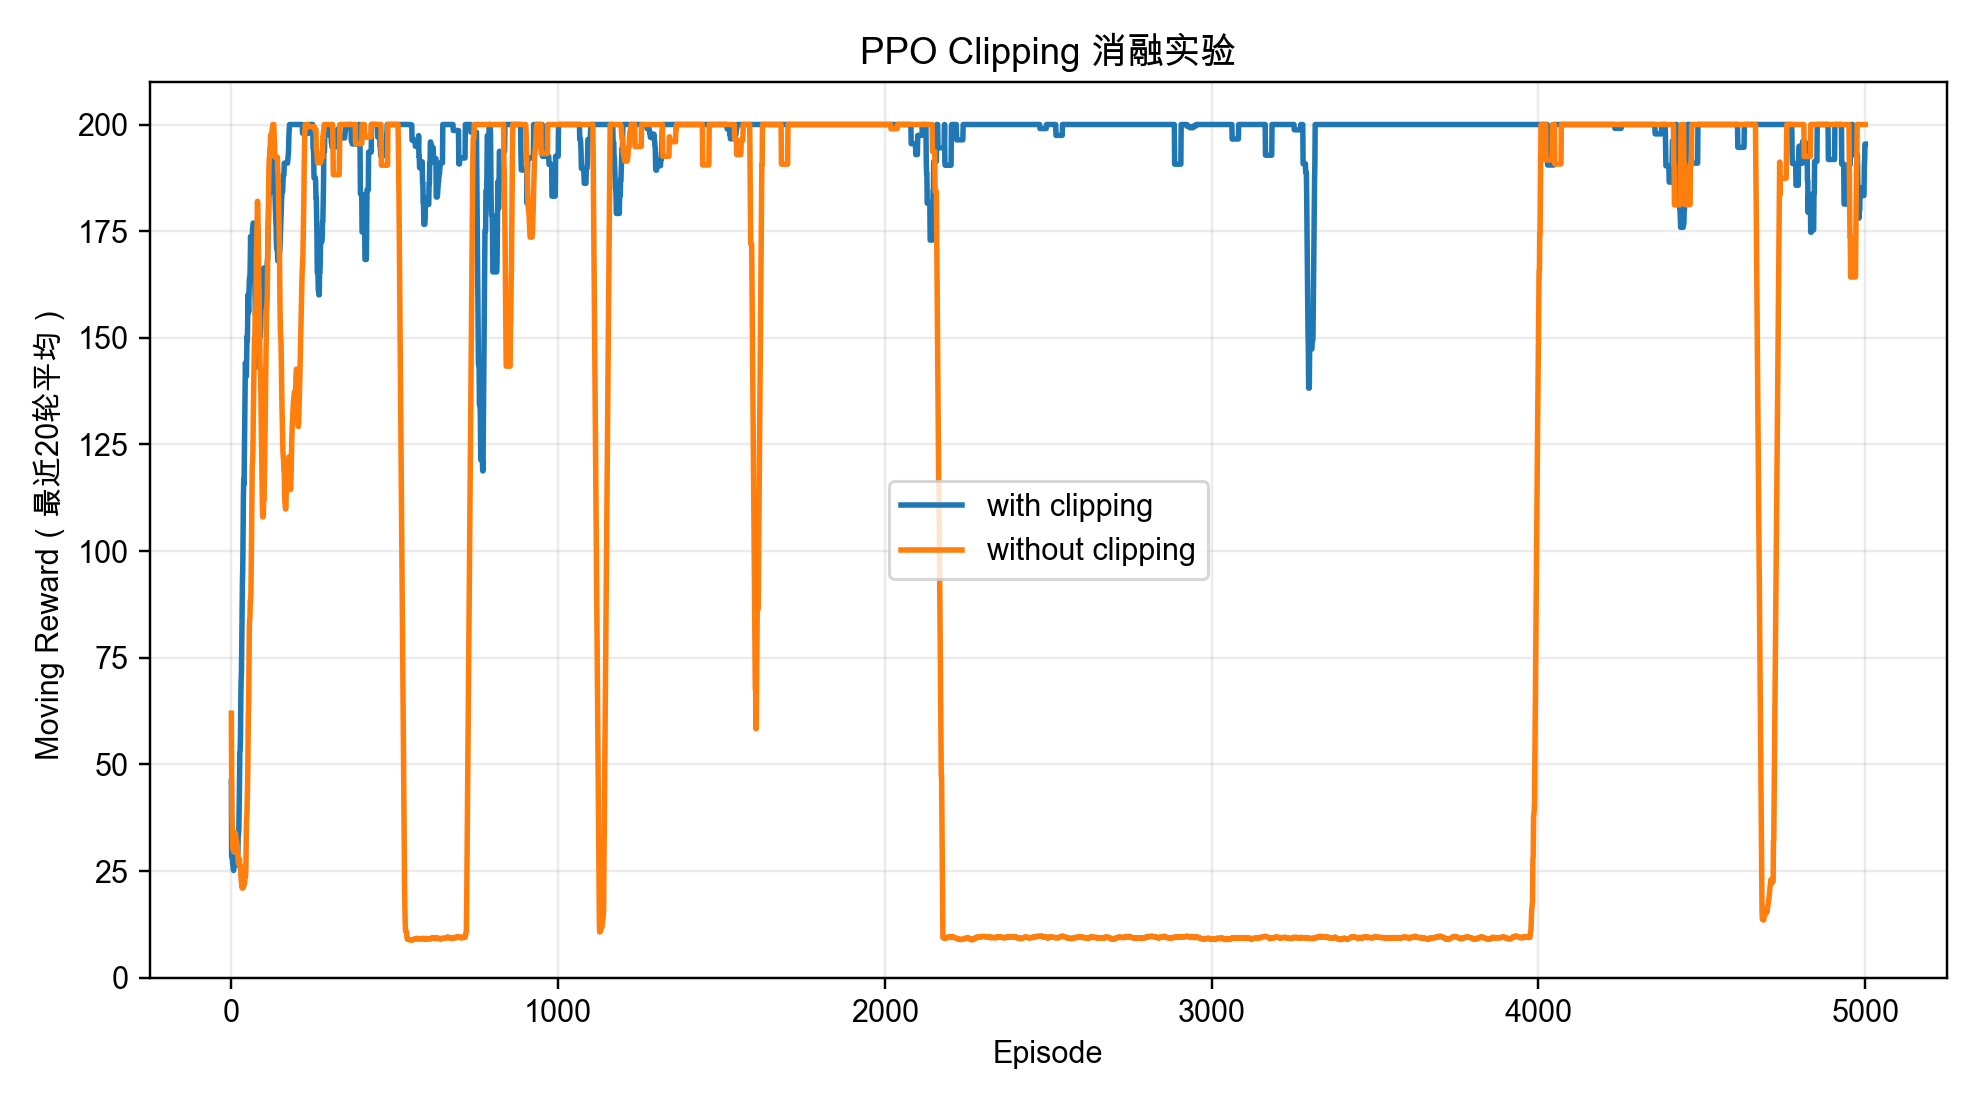 PPO Clipping 消融实验
Moving Reward（最近20轮平均）
200
175
150
125
100
75
50
25
0
with clipping
without clipping
0 1000 2000 3000 4000 5000
Episode